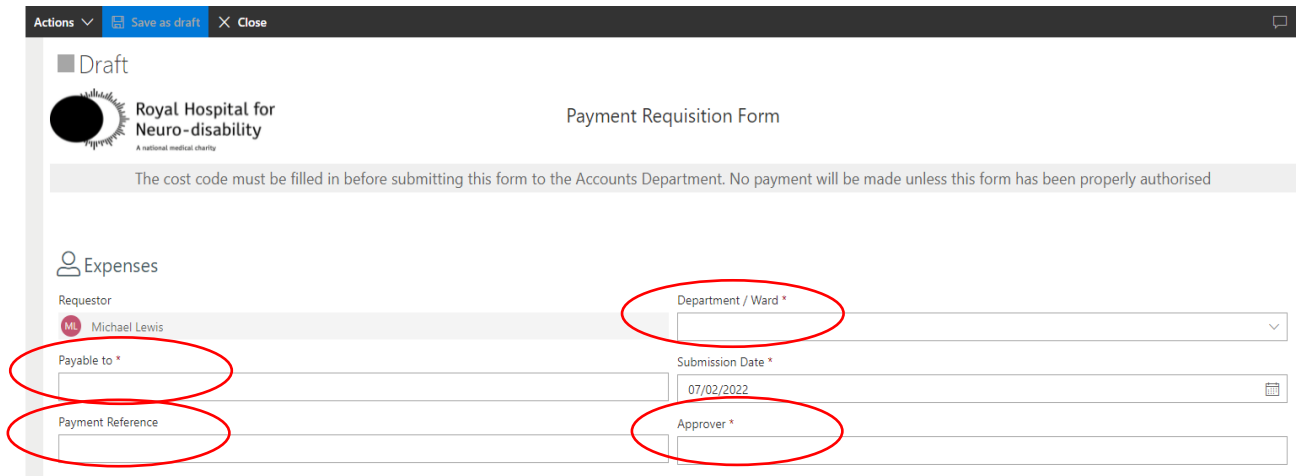 Actions Save as draft Close
Draft
Royal Hospital for
Neuro-disability
A national medical charity
Payment Requisition Form
The cost code must be filled in before submitting this form to the Accounts Department. No payment will be made unless this form has been properly authorised
Expenses
Requestor
ML Michael Lewis
Department / Ward *
Payable to *
Submission Date *
07/02/2022
Payment Reference
Approver *